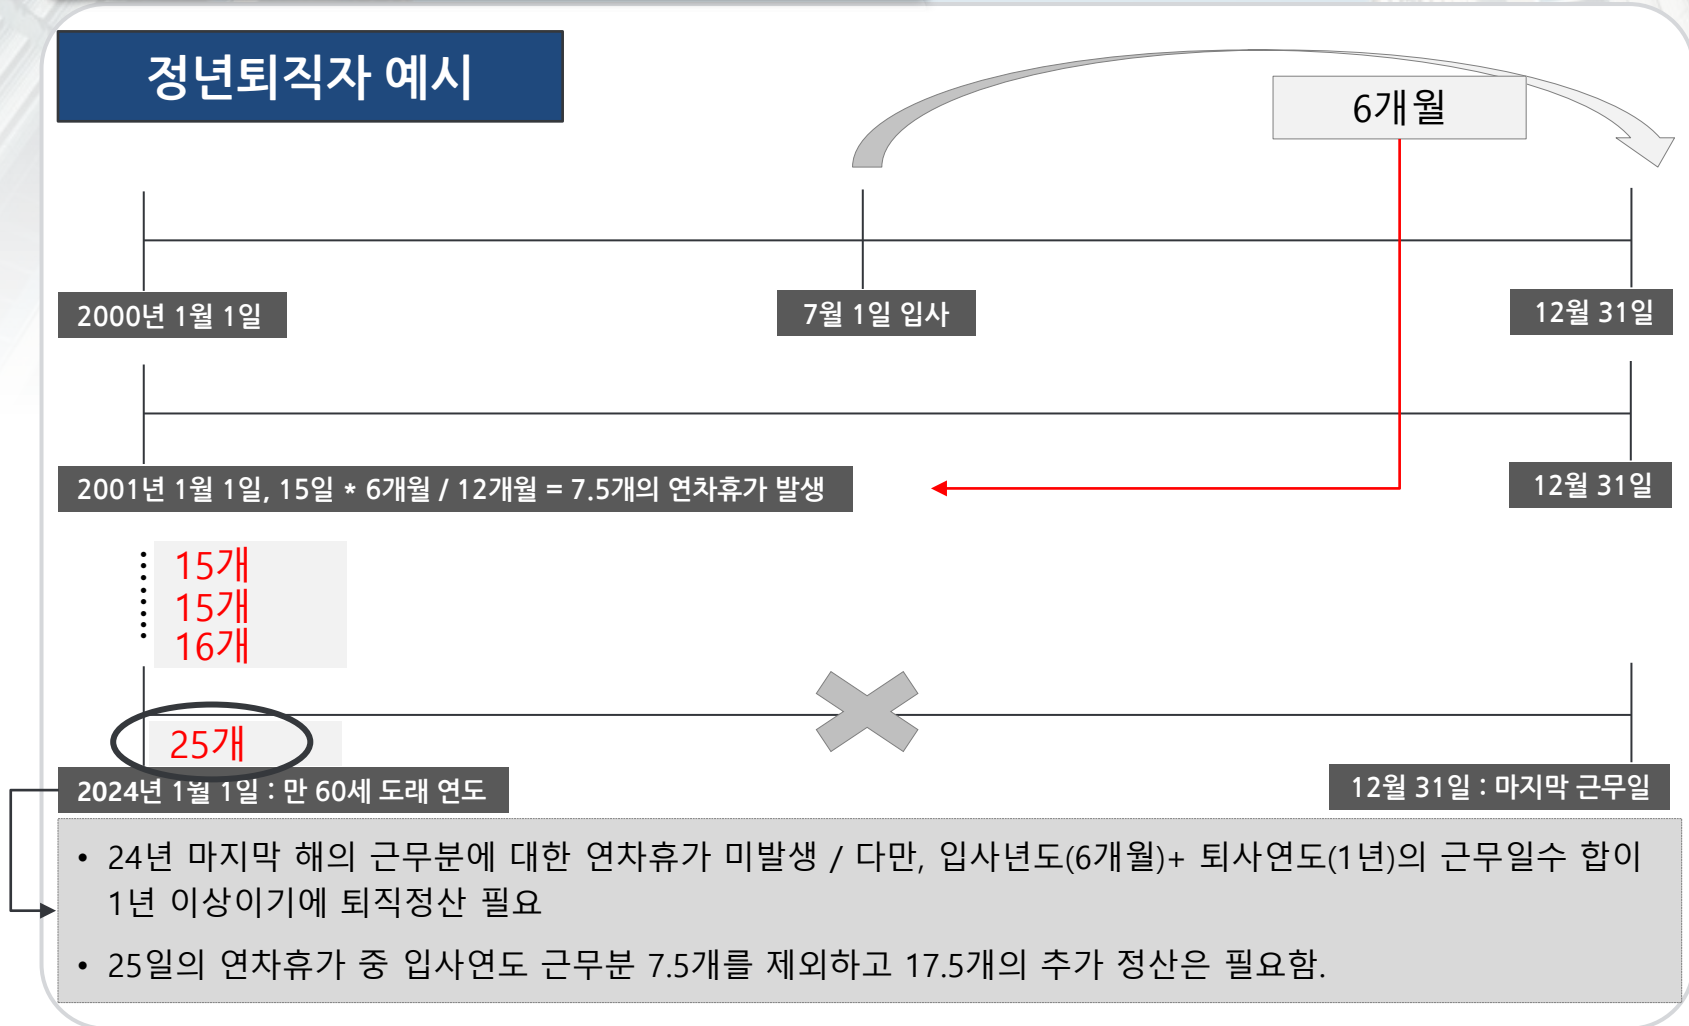 정년퇴직자 예시
6개월
2000년 1월 1일
7월 1일 입사
12월 31일
2001년 1월 1일, 15일 * 6개월 / 12개월 = 7.5개의 연차휴가 발생
12월 31일
15개
15개
16개
25개
2024년 1월 1일 : 만 60세 도래 연도
12월 31일 : 마지막 근무일
• 24년 마지막 해의 근무분에 대한 연차휴가 미발생 / 다만, 입사년도(6개월)+ 퇴사연도(1년)의 근무일수 합이
1년 이상이기에 퇴직정산 필요
• 25일의 연차휴가 중 입사연도 근무분 7.5개를 제외하고 17.5개의 추가 정산은 필요함.